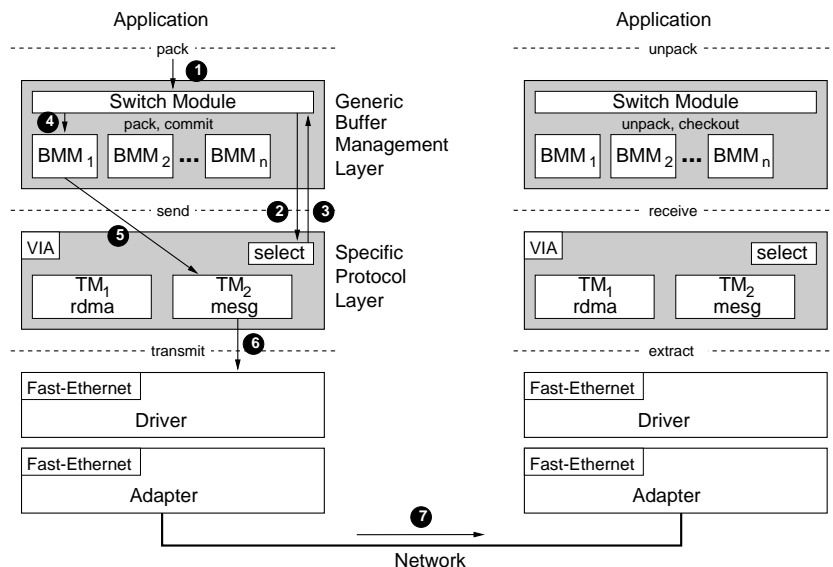 Application
Application
pack
unpack
1
Switch Module
Switch Module
Generic
Buffer
Management
Layer
4
pack, commit
unpack, checkout
BMM1 BMM2 ... BMMn
BMM1 BMM2 ... BMMn
send
2
3
receive
5
VIA
select
Specific
Protocol
Layer
VIA
select
TM1
rdma
TM2
mesg
TM1
rdma
TM2
mesg
transmit
6
extract
Fast-Ethernet
Driver
Fast-Ethernet
Driver
Fast-Ethernet
Adapter
Fast-Ethernet
Adapter
7
Network